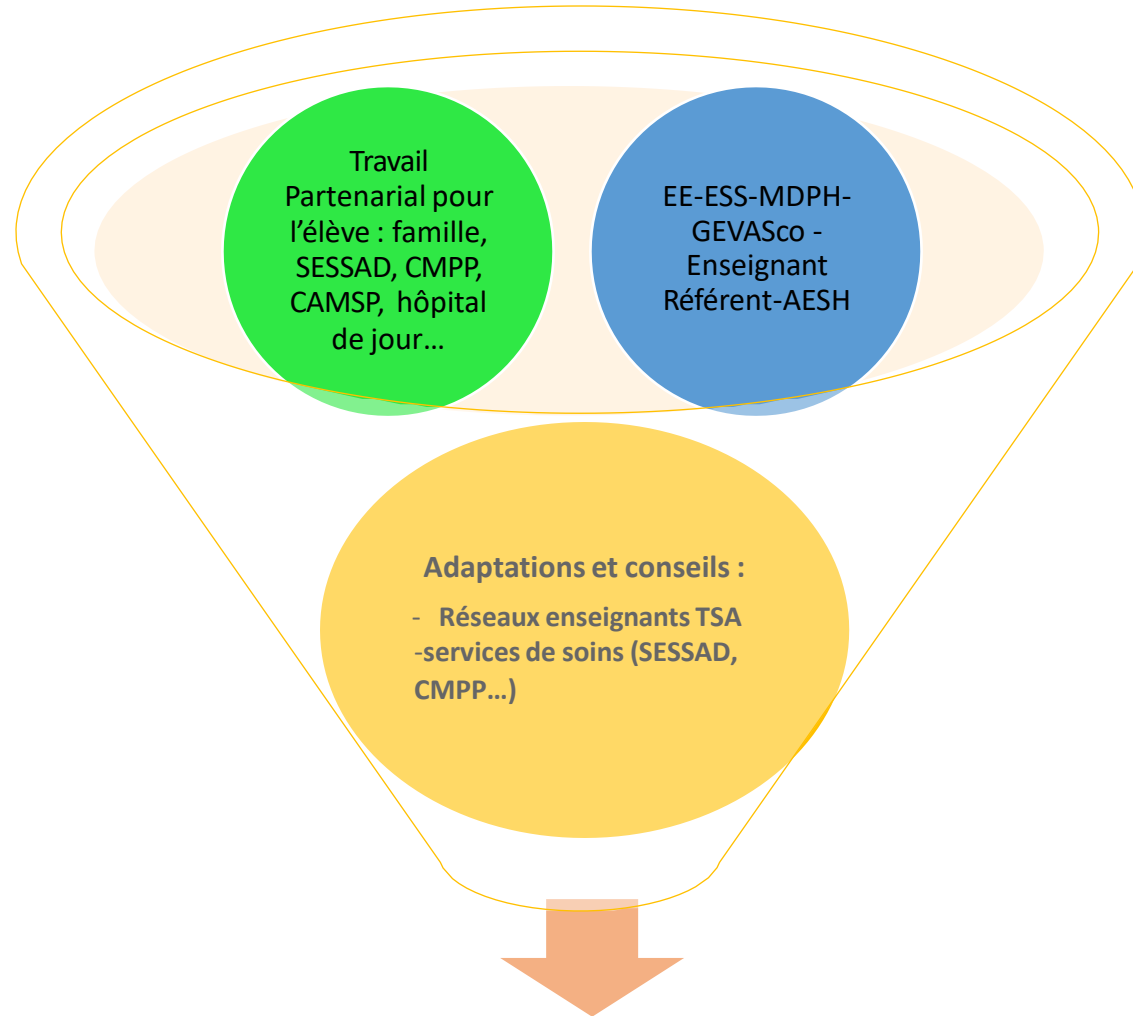 Travail
Partenarial pour
l’élève : famille,
SESSAD, CMPP,
CAMSP, hôpital
de jour…
EE-ESS-MDPH-
GEVASco -
Enseignant
Référent-AESH
Adaptations et conseils :
- Réseaux enseignants TSA
-services de soins (SESSAD,
CMPP…)